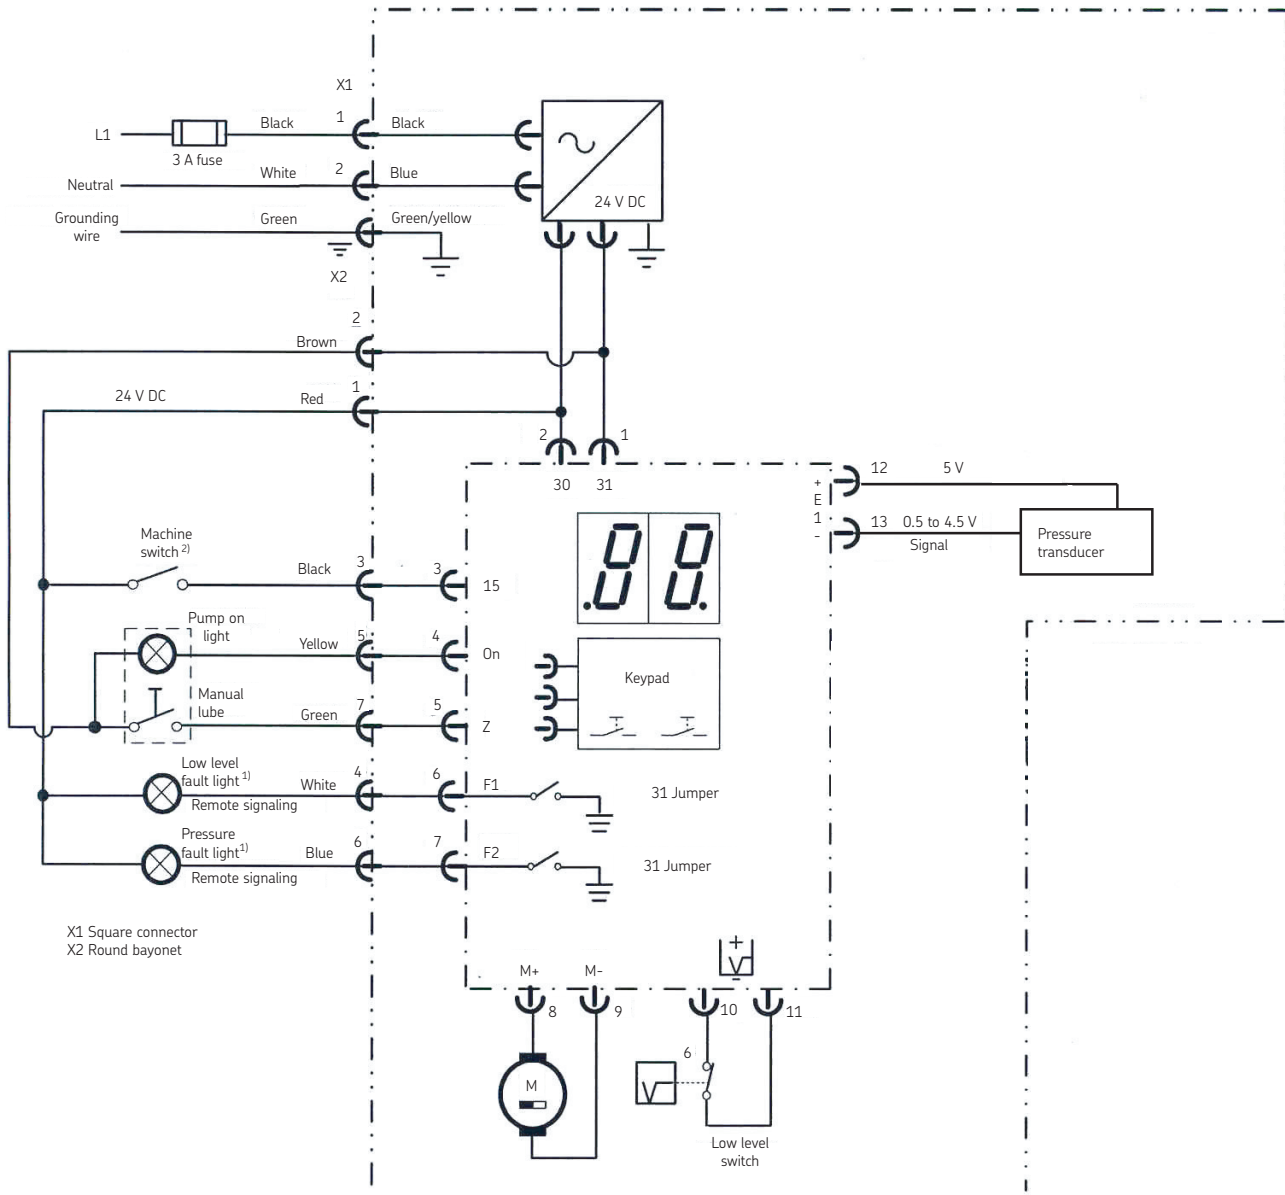 X1
L1
3 A fuse
Black
1
Black
Neutral
White
2
Blue
24 V DC
Grounding
wire
Green
Green/yellow
X2
2
Brown
24 V DC
1
Red
2
1
30
31
+
E
1
-
12
5 V
13
0.5 to 4.5 V
Signal
Pressure
transducer
Machine
switch 2)
Black
3
3
15
8.8.
Pump on
light
Yellow
5
4
On
Keypad
Manual
lube
Green
7
5
Z
Low level
fault light 1)
Remote signaling
White
4
6
F1
31 Jumper
Pressure
fault light 1)
Remote signaling
Blue
6
7
F2
31 Jumper
X1 Square connector
X2 Round bayonet
M+
M-
+
-
8
9
10
11
M
6
Low level
switch